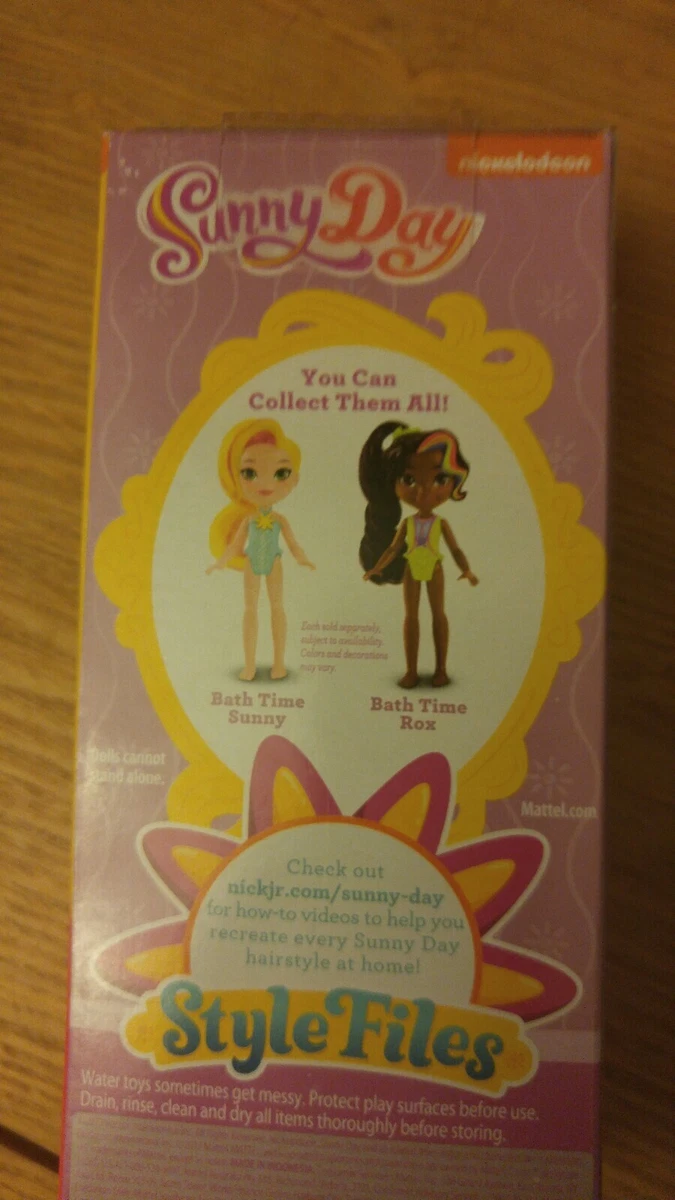 nickelodeon
Sunny Day
You Can
Collect Them All!
Each sold separately,
subject to availability.
Colors and decorations
may vary.
Bath Time
Sunny
Bath Time
Rox
Dolls cannot
stand alone.
Mattel.com
Check out
nickjr.com/sunny-day
for how-to videos to help you
recreate every Sunny Day
hairstyle at home!
Style Files
Water toys sometimes get messy. Protect play surfaces before use.
Drain, rinse, clean and dry all items thoroughly before storing.
MADE IN INDONESIA